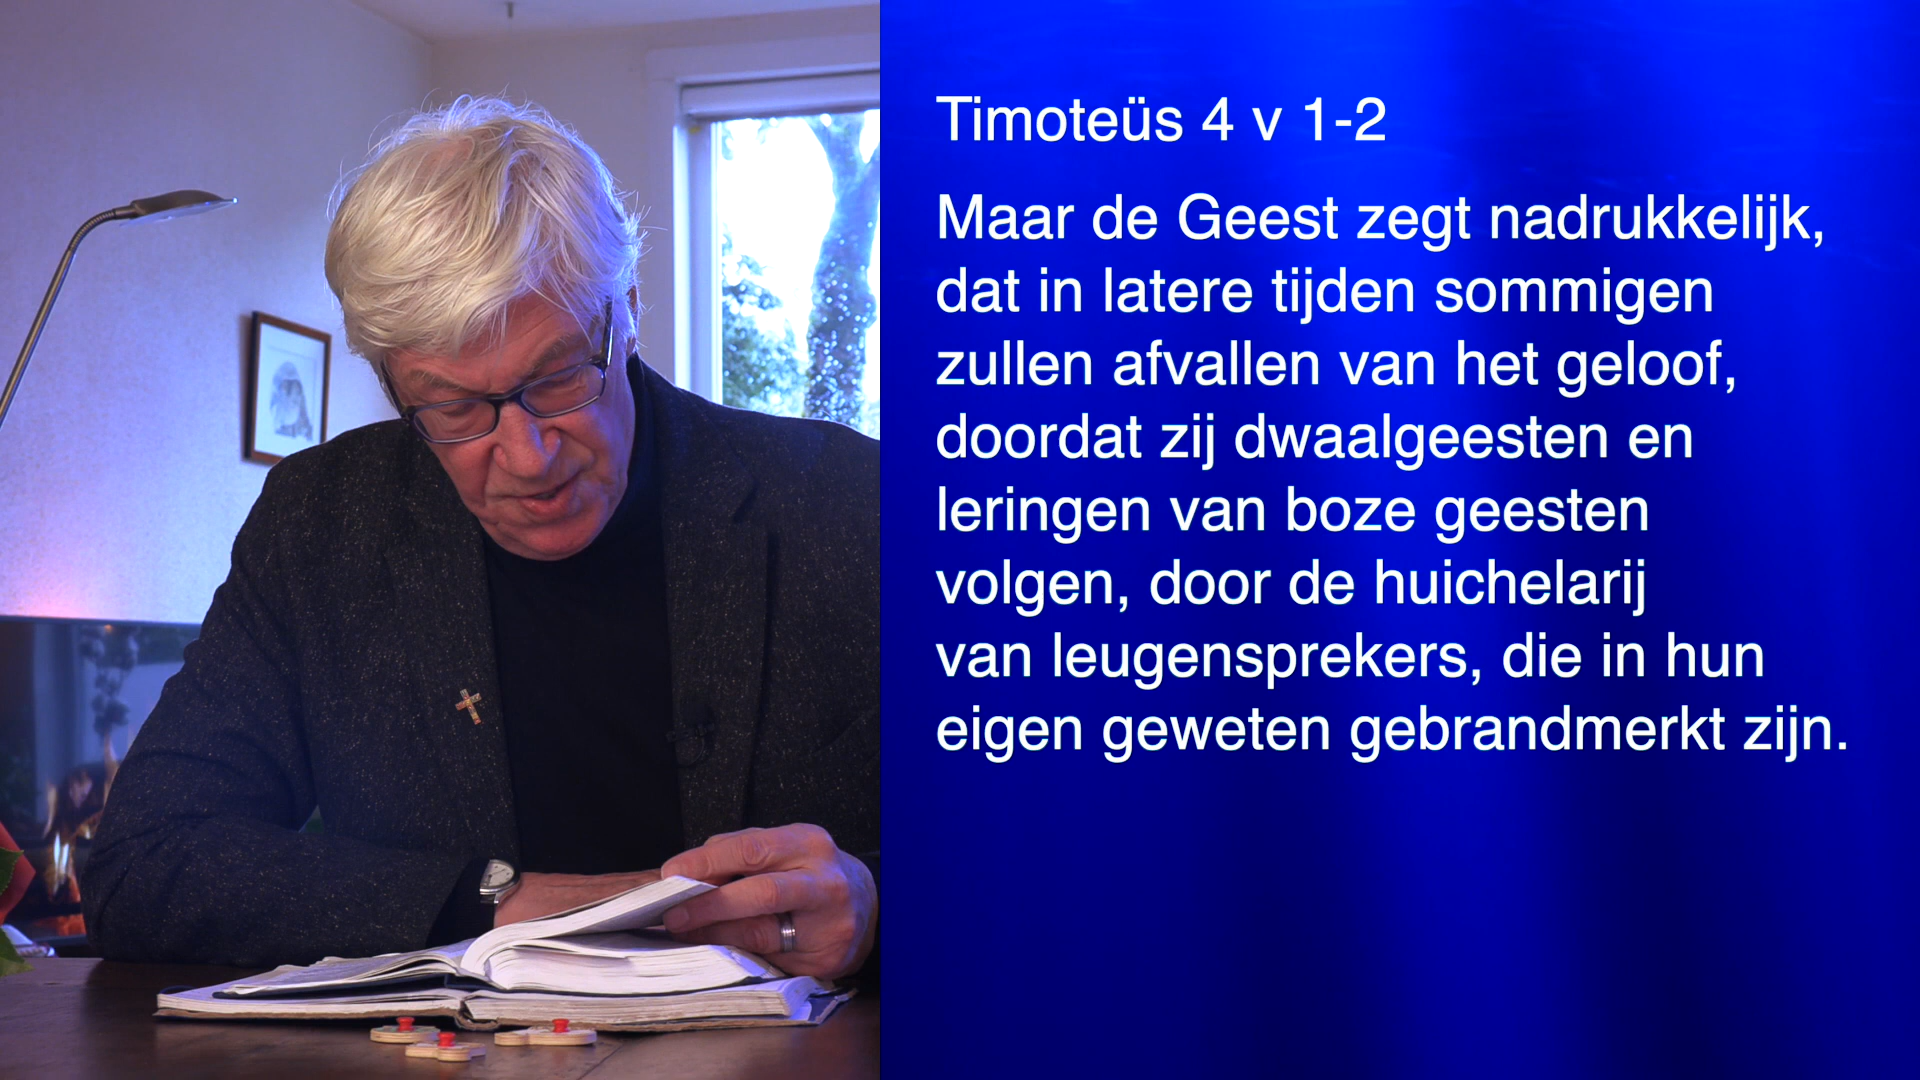 Timoteüs 4 v 1-2
Maar de Geest zegt nadrukkelijk,
dat in latere tijden sommigen
zullen afvallen van het geloof,
doordat zij dwaalgeesten en
leringen van boze geesten
volgen, door de huichelarij
van leugensprekers, die in hun
eigen geweten gebrandmerkt zijn.